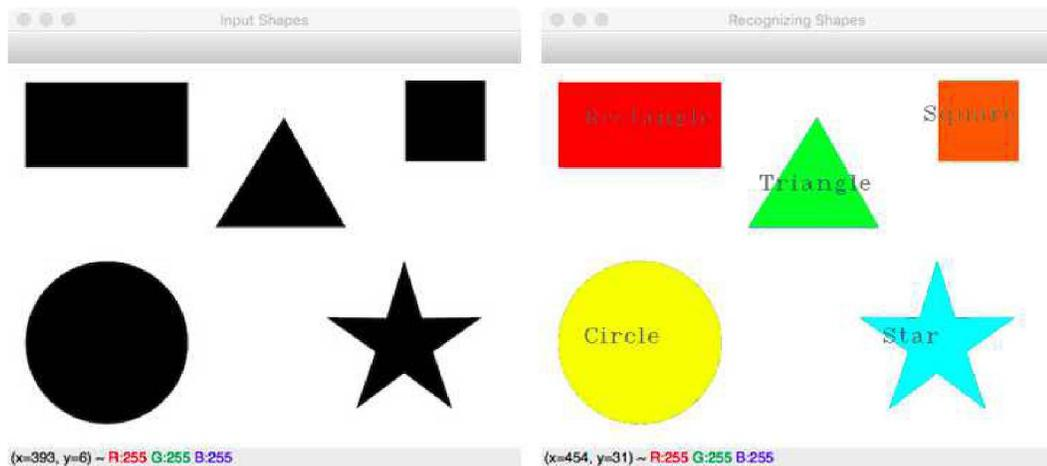 Input Shapes
Recognizing Shapes
Rectangle
Square
Triangle
Circle
Star
(x=393, y=6) ~ R:255 G:255 B:255
(x=454, y=31) ~ R:255 G:255 B:255